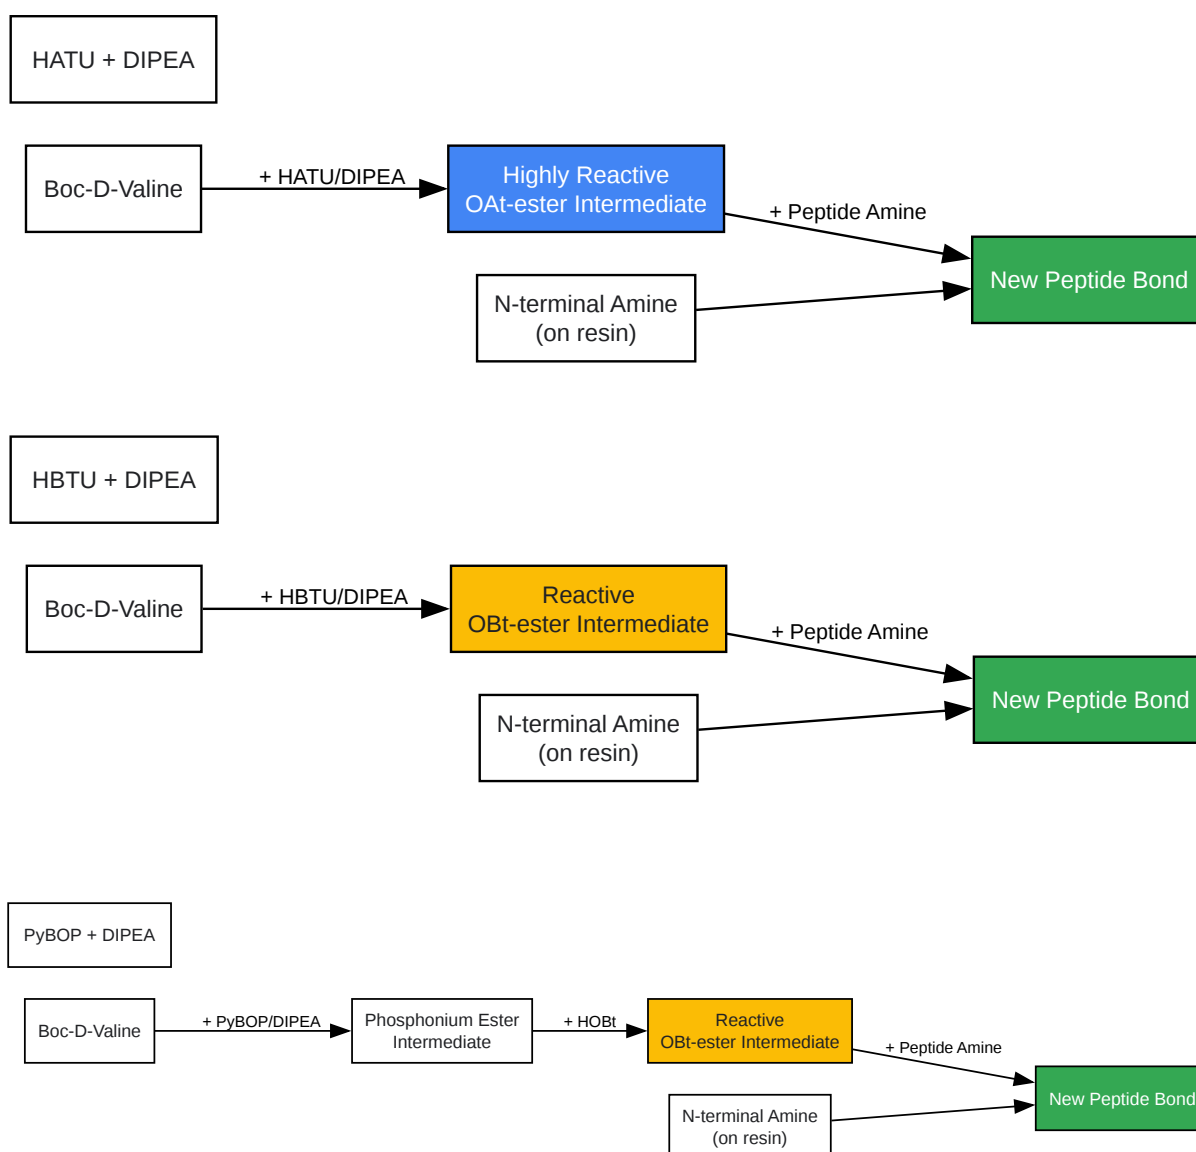 HATU + DIPEA
Boc-D-Valine
+ HATU/DIPEA
Highly Reactive
OAt-ester Intermediate
+ Peptide Amine
N-terminal Amine
(on resin)
New Peptide Bond
HBTU + DIPEA
Boc-D-Valine
+ HBTU/DIPEA
Reactive
OBt-ester Intermediate
+ Peptide Amine
N-terminal Amine
(on resin)
New Peptide Bond
PyBOP + DIPEA
Boc-D-Valine
+ PyBOP/DIPEA
Phosphonium Ester
Intermediate
+ HOBt
Reactive
OBt-ester Intermediate
+ Peptide Amine
N-terminal Amine
(on resin)
New Peptide Bond